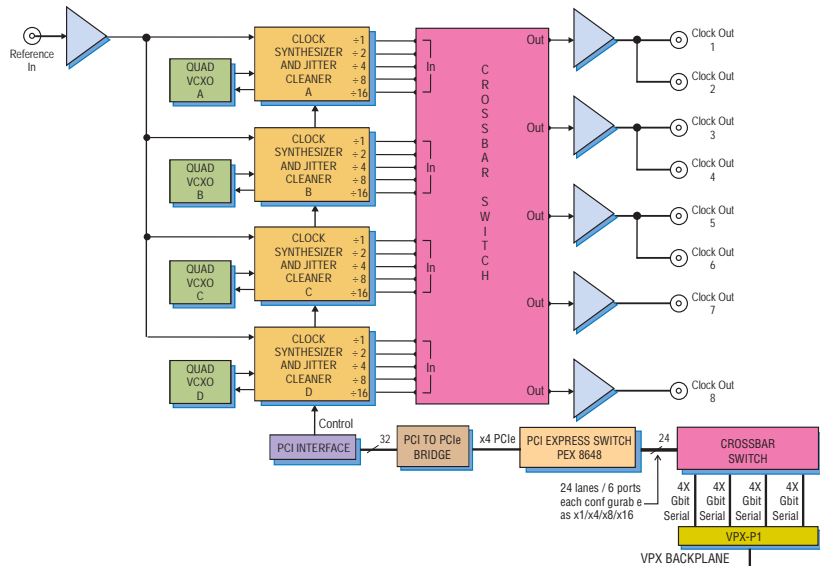 Reference
In
QUAD
VCXO
A
CLOCK
SYNTHESIZER
AND JITTER
CLEANER
A
÷1
÷ 2
÷ 4
÷ 8
÷16
In
QUAD
VCXO
B
CLOCK
SYNTHESIZER
AND JITTER
CLEANER
B
÷1
÷ 2
÷ 4
÷ 8
÷16
In
QUAD
VCXO
C
CLOCK
SYNTHESIZER
AND JITTER
CLEANER
C
÷1
÷ 2
÷ 4
÷ 8
÷16
In
QUAD
VCXO
D
CLOCK
SYNTHESIZER
AND JITTER
CLEANER
D
÷1
÷ 2
÷ 4
÷ 8
÷16
In
CROSSBAR SWITCH
Out
Out
Out
Out
Out
Clock Out
1
Clock Out
2
Clock Out
3
Clock Out
4
Clock Out
5
Clock Out
6
Clock Out
7
Clock Out
8
Control
PCI INTERFACE
32
PCI TO PCIe
BRIDGE
x4 PCIe
PCI EXPRESS SWITCH
PEX 8648
24
CROSSBAR
SWITCH
24 lanes / 6 ports
each conf gurab e
as x1/x4/x8/x16
4X
Gbit
Serial
4X
Gbit
Serial
4X
Gbit
Serial
4X
Gbit
Serial
VPX-P1
VPX BACKPLANE